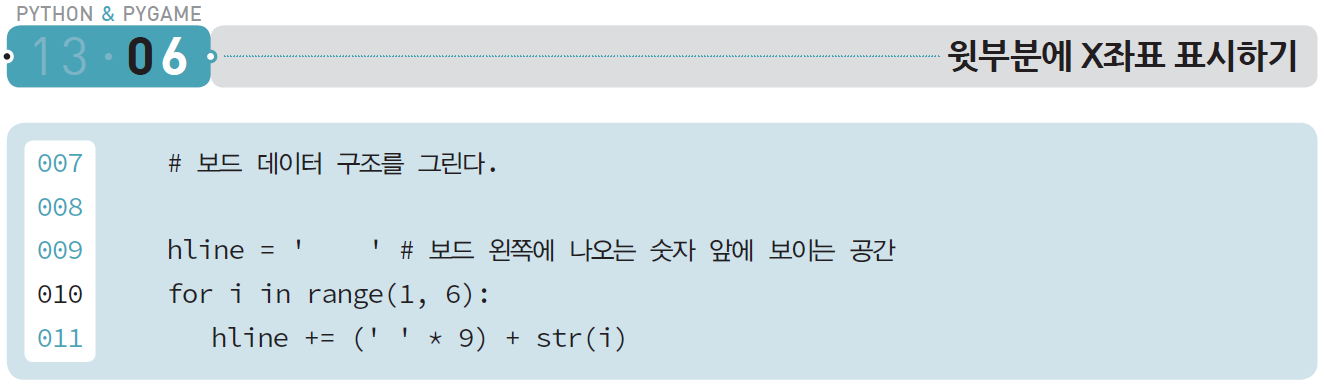 PYTHON & PYGAME
13·06 윗부분에 X좌표 표시하기
007 # 보드 데이터 구조를 그린다.
008
009 hline = '    ' # 보드 왼쪽에 나오는 숫자 앞에 보이는 공간
010 for i in range(1, 6):
011 hline += (' ' * 9) + str(i)